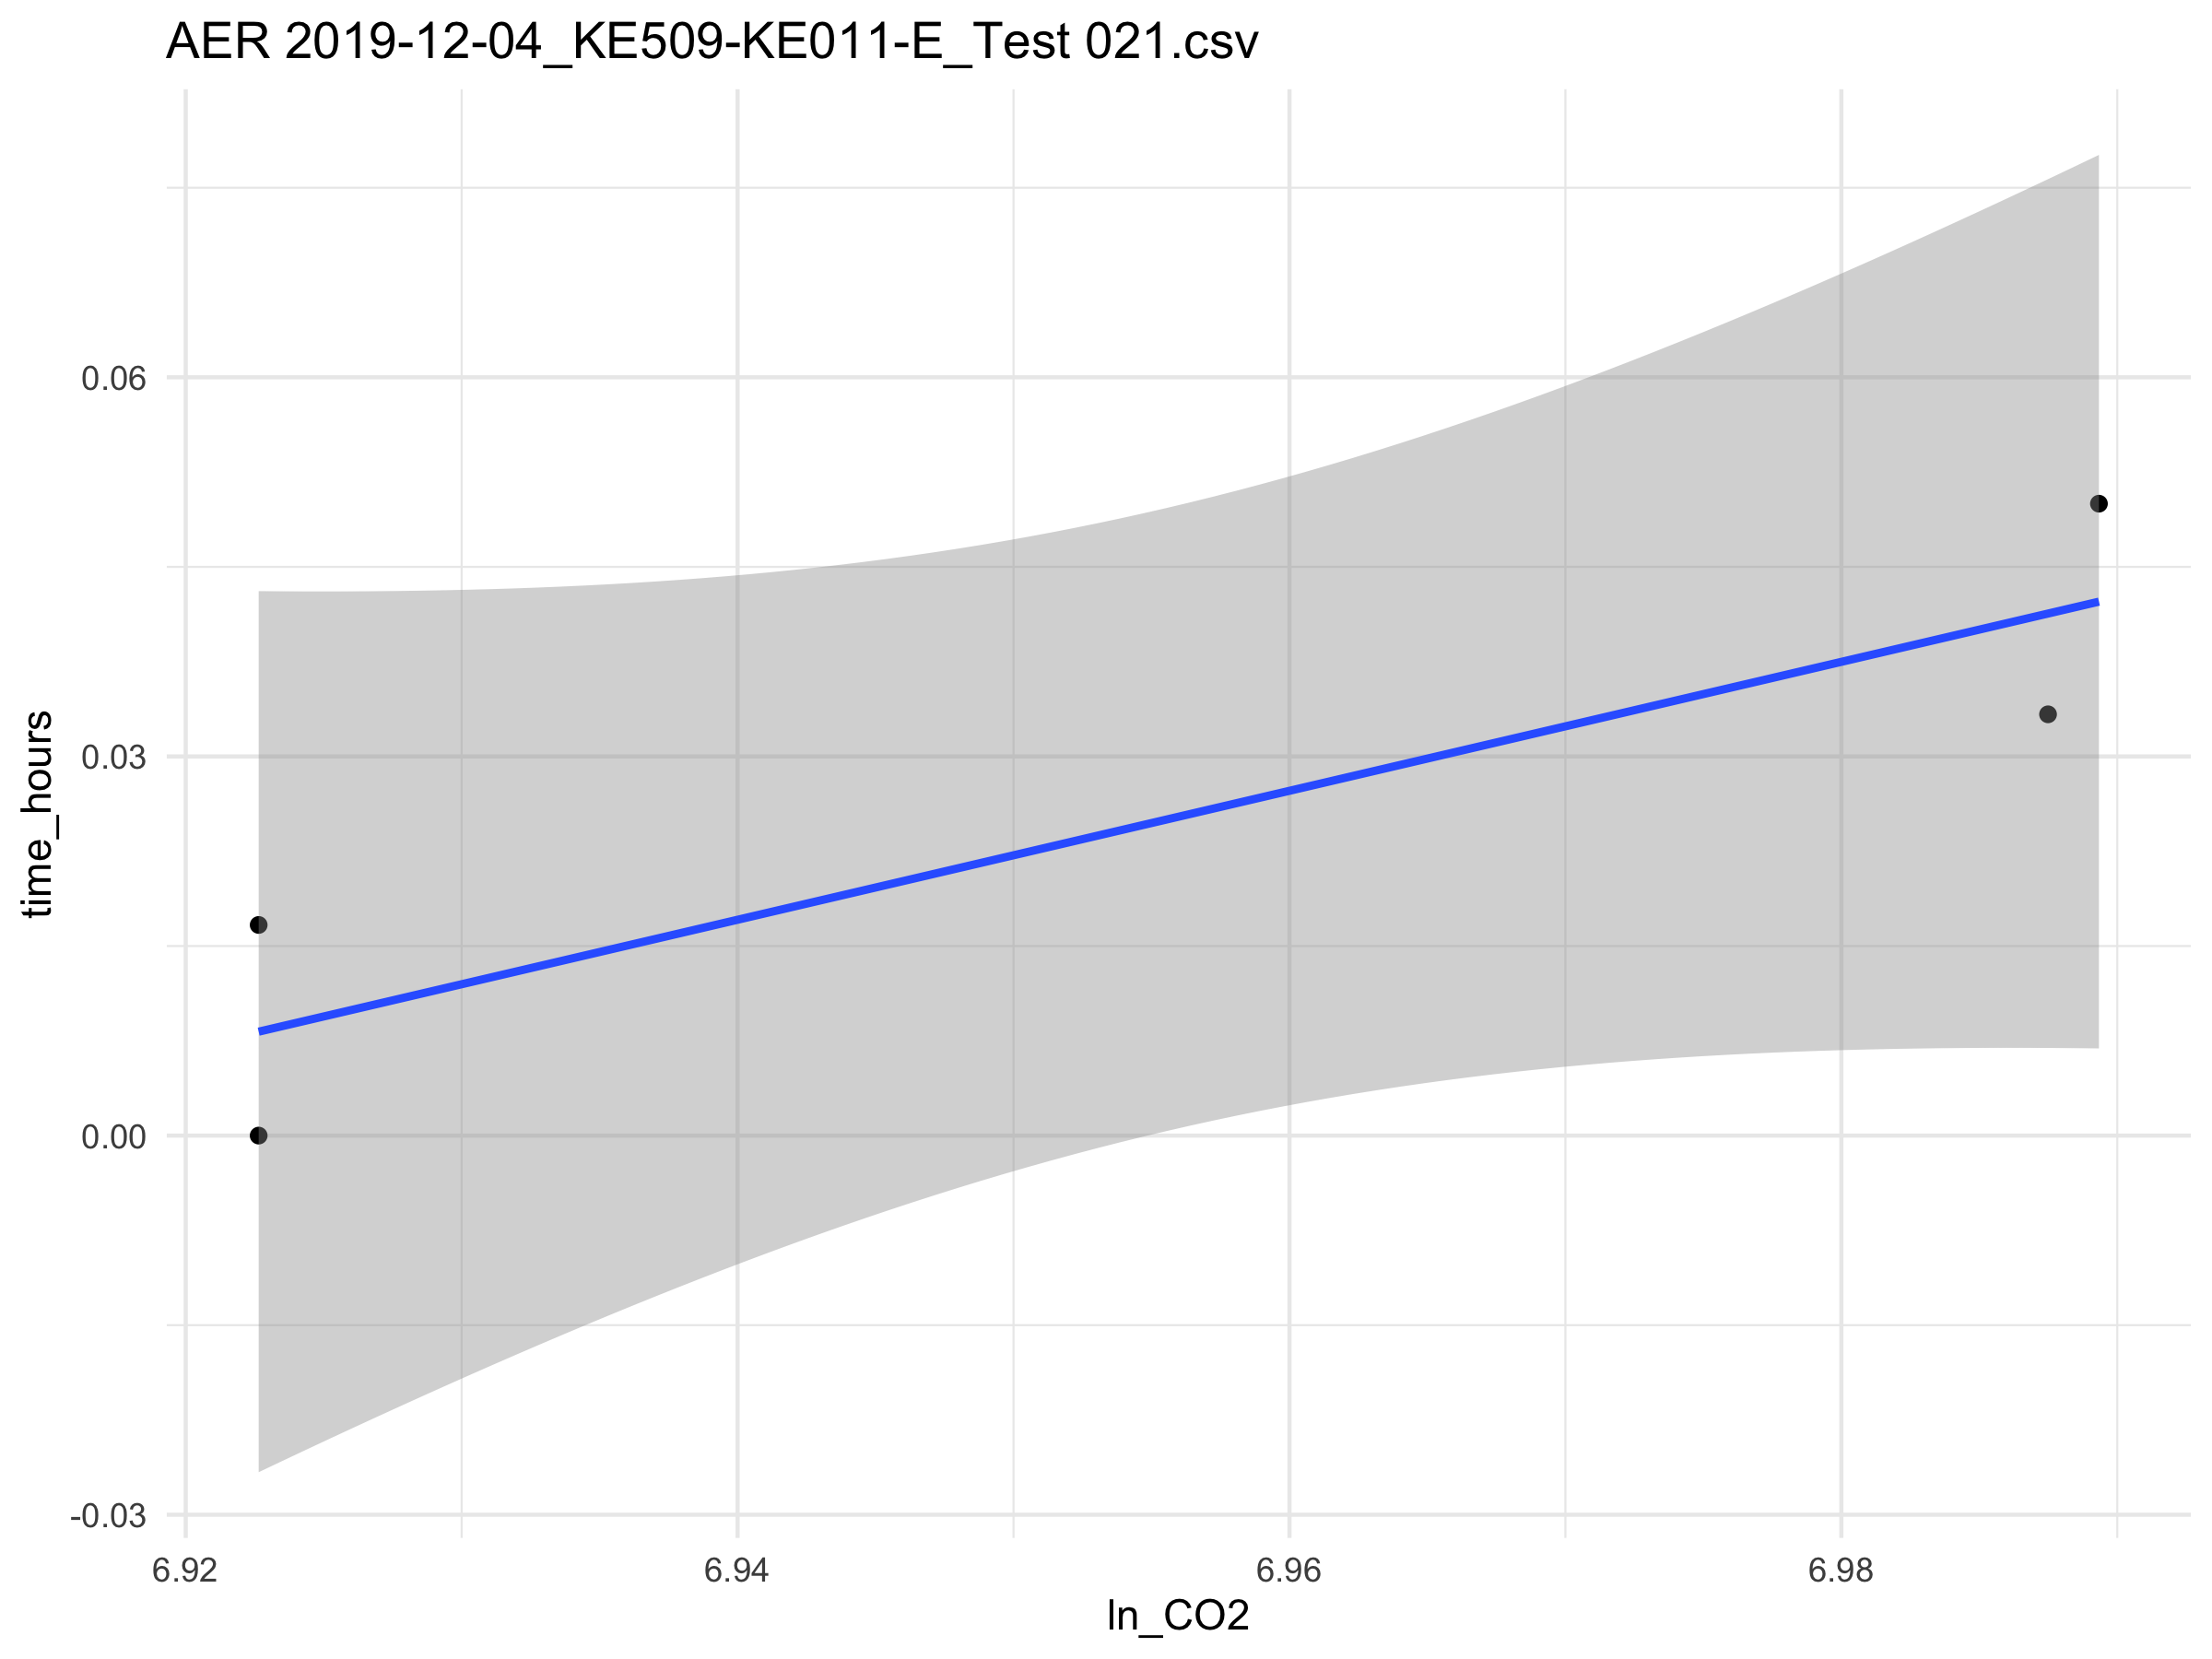 AER 2019-12-04_KE509-KE011-E_Test 021.csv
time_hours
0.06
0.03
0.00
-0.03
6.92 6.94 6.96 6.98
ln_CO2